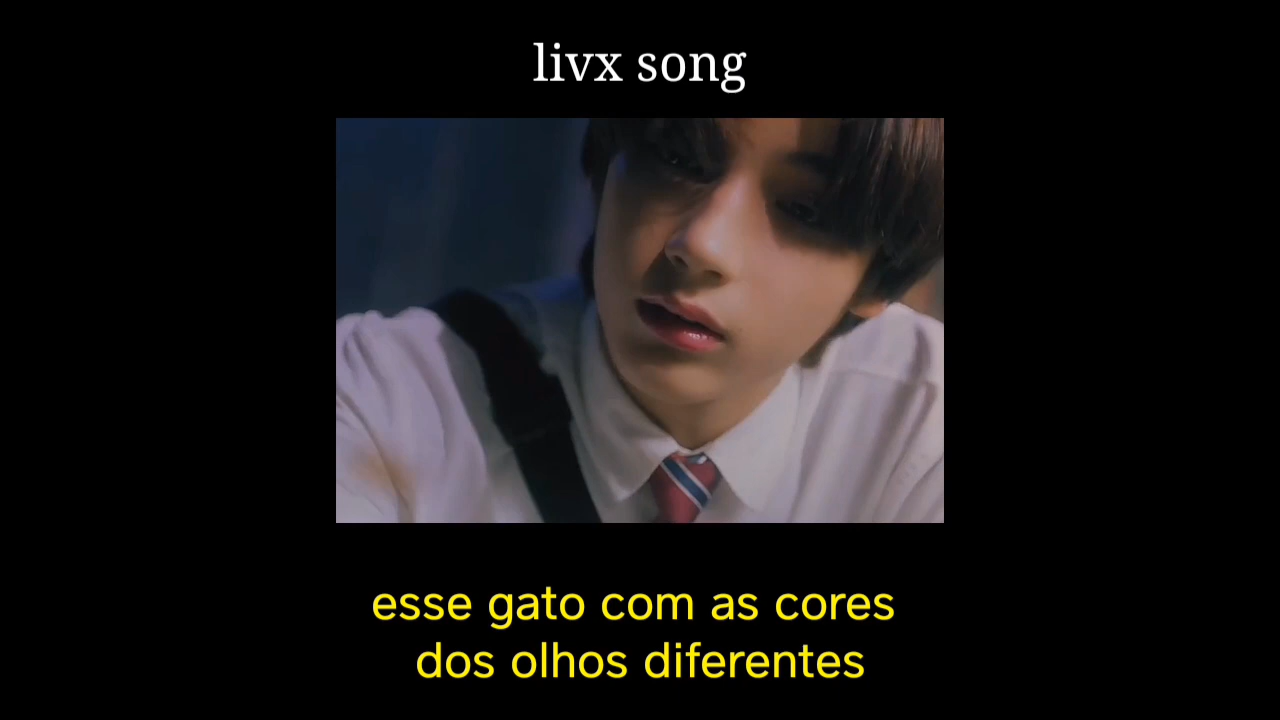 livx song
esse gato com as cores
dos olhos diferentes